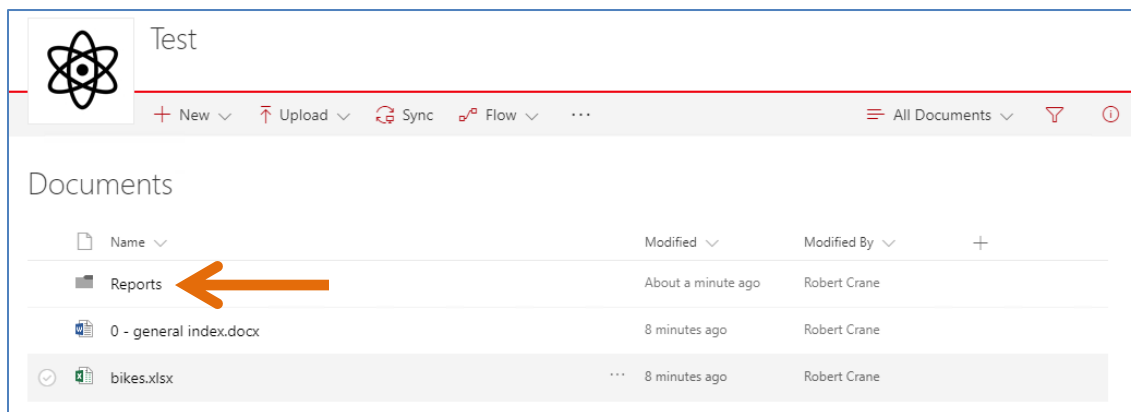 Test
New Upload Sync Flow ... All Documents
Documents
Name Modified Modified By
Reports About a minute ago Robert Crane
0 - general index.docx 8 minutes ago Robert Crane
bikes.xlsx ... 8 minutes ago Robert Crane